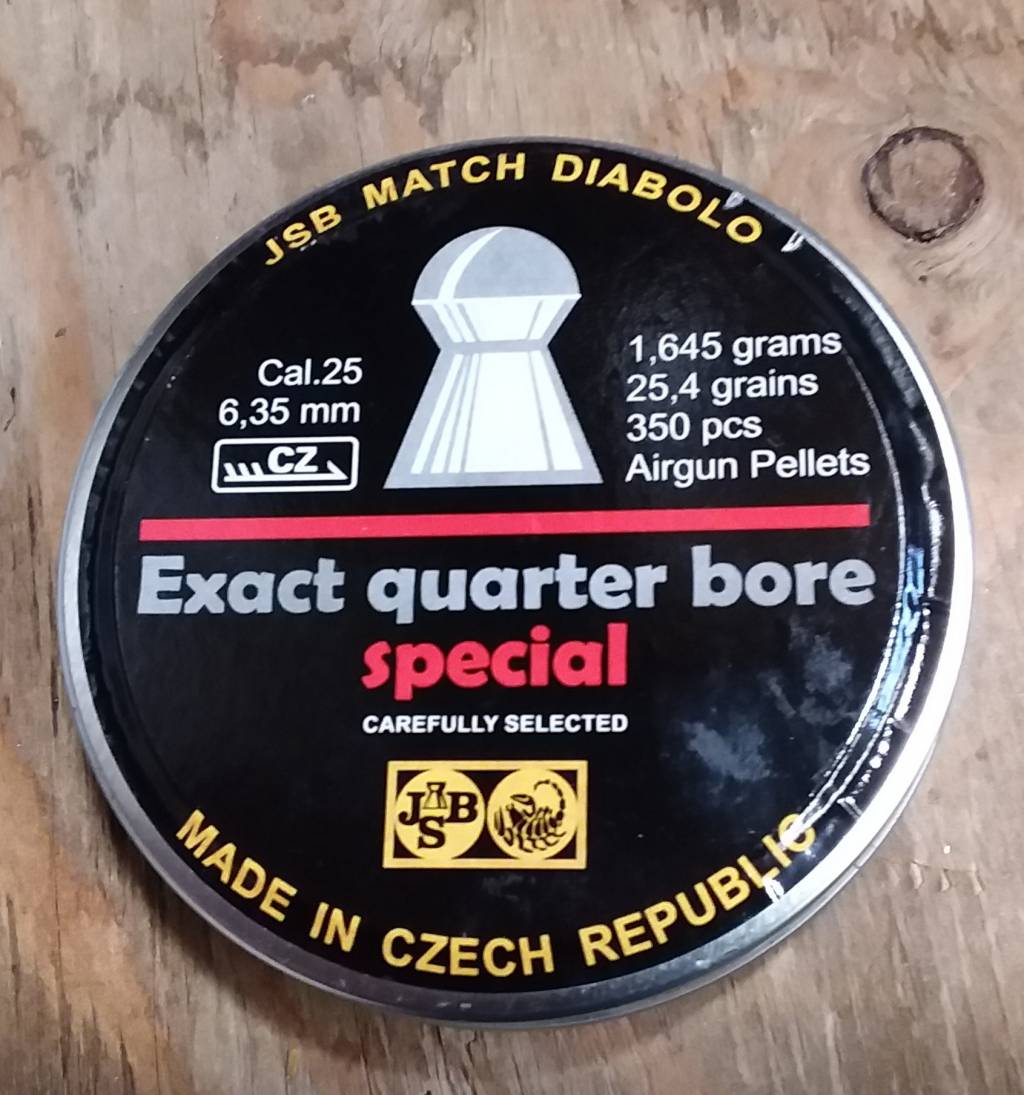 JSB MATCH DIABOLO
Cal.25
6,35 mm
CZ
1,645 grams
25,4 grains
350 pcs
Airgun Pellets
Exact quarter bore
special
CAREFULLY SELECTED
JSB
MADE IN CZECH REPUBLIC